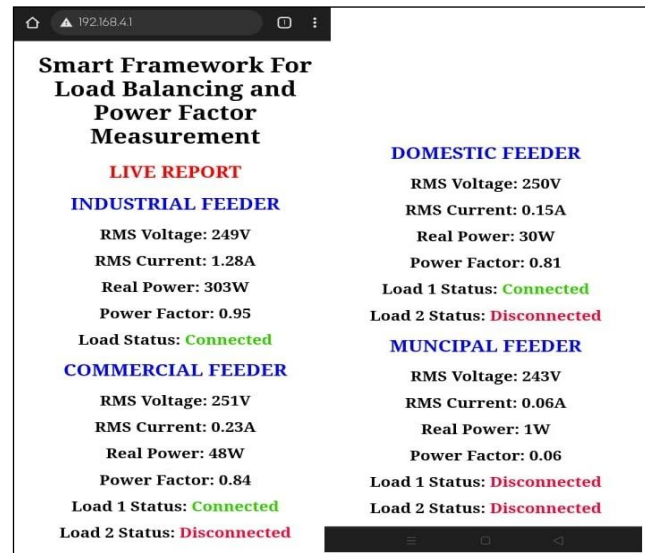 192.168.4.1
1
Smart Framework For
Load Balancing and
Power Factor
Measurement
LIVE REPORT
INDUSTRIAL FEEDER
RMS Voltage: 249V
RMS Current: 1.28A
Real Power: 303W
Power Factor: 0.95
Load Status: Connected
COMMERCIAL FEEDER
RMS Voltage: 251V
RMS Current: 0.23A
Real Power: 48W
Power Factor: 0.84
Load 1 Status: Connected
Load 2 Status: Disconnected
DOMESTIC FEEDER
RMS Voltage: 250V
RMS Current: 0.15A
Real Power: 30W
Power Factor: 0.81
Load 1 Status: Connected
Load 2 Status: Disconnected
MUNCIPAL FEEDER
RMS Voltage: 243V
RMS Current: 0.06A
Real Power: 1W
Power Factor: 0.06
Load 1 Status: Disconnected
Load 2 Status: Disconnected